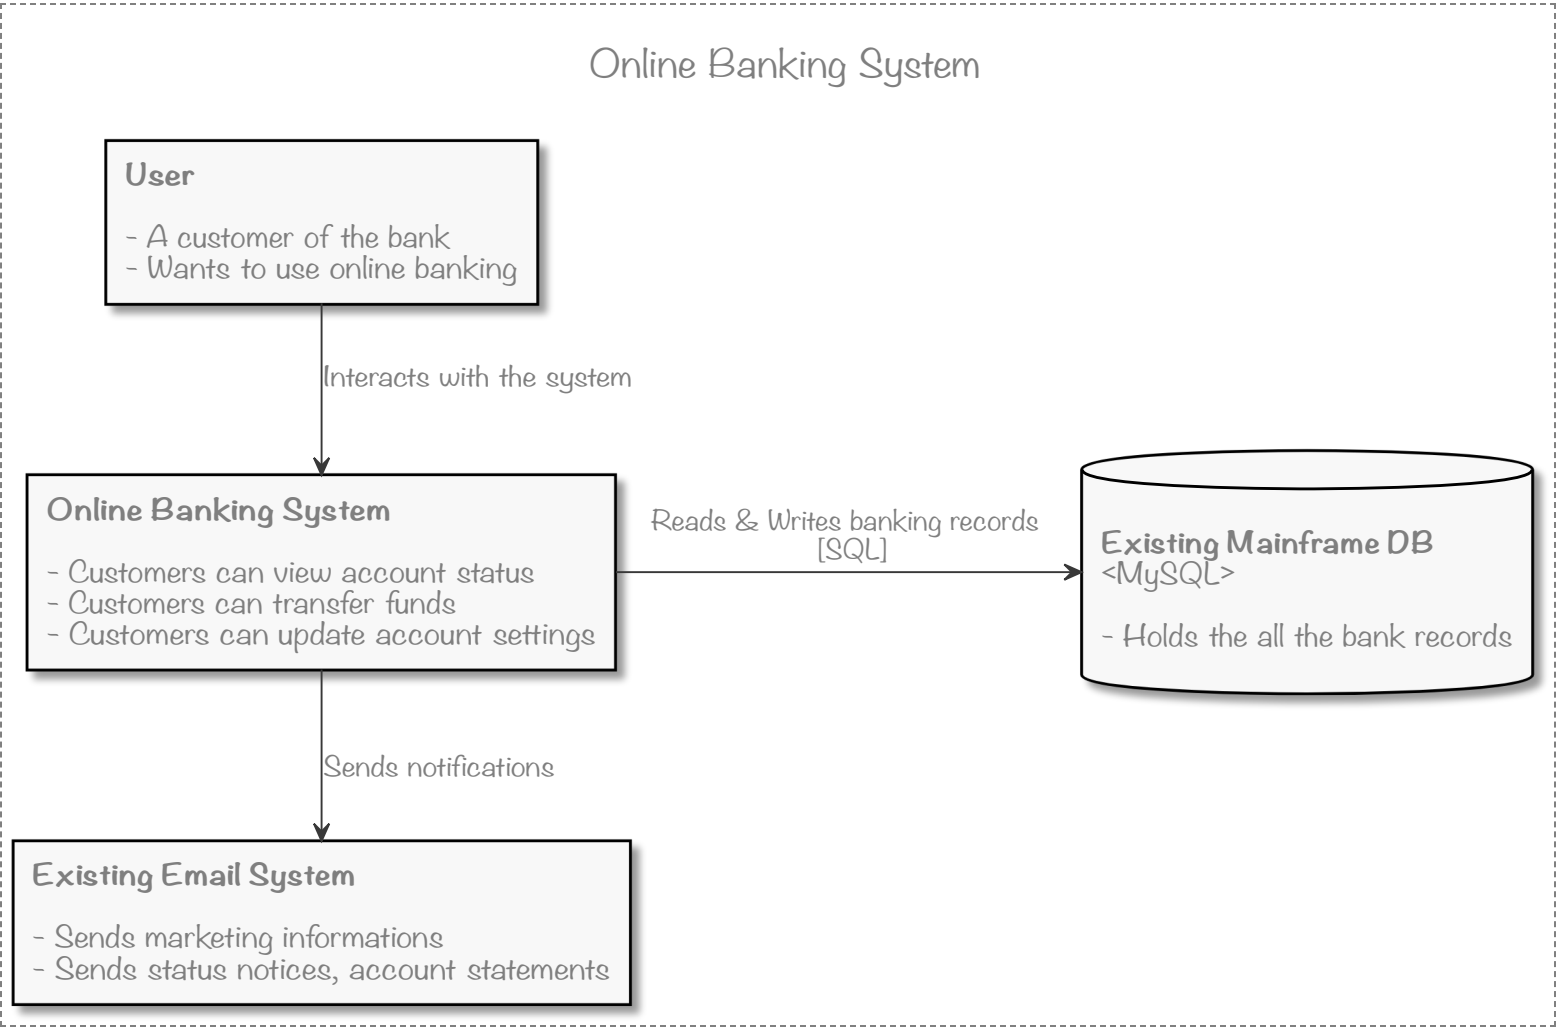 Online Banking System
User
- A customer of the bank
- Wants to use online banking
Interacts with the system
Online Banking System
- Customers can view account status
- Customers can transfer funds
- Customers can update account settings
Reads & Writes banking records
[SQL]
Existing Mainframe DB
<MySQL>
- Holds the all the bank records
Sends notifications
Existing Email System
- Sends marketing informations
- Sends status notices, account statements